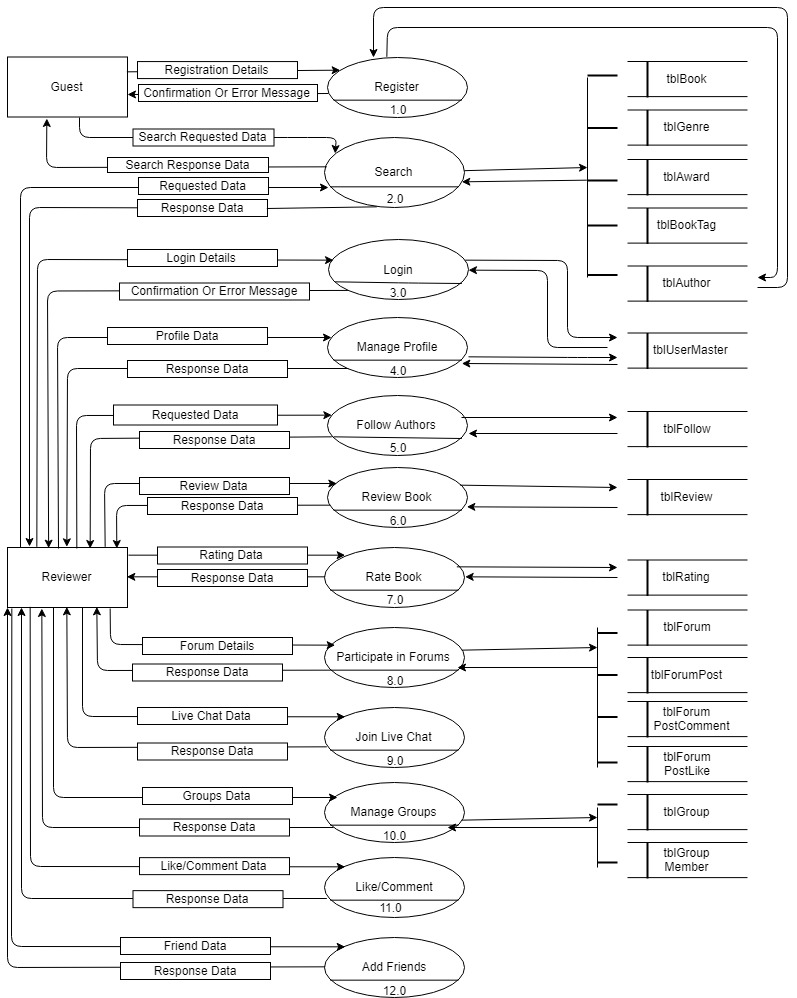 Registration Details
Guest
Register
Confirmation Or Error Message
1.0
Search Requested Data
Search Response Data
Search
Requested Data
2.0
Response Data
tblBook
tblGenre
tblAward
tblBookTag
tblAuthor
Login Details
Login
Confirmation Or Error Message
3.0
Profile Data
Manage Profile
Response Data
4.0
tblUserMaster
Requested Data
Follow Authors
Response Data
5.0
tblFollow
Review Data
Review Book
Response Data
6.0
tblReview
Reviewer
Rating Data
Rate Book
Response Data
7.0
tblRating
Forum Details
Participate in Forums
Response Data
8.0
tblForum
tblForumPost
tblForum
PostComment
tblForum
PostLike
Live Chat Data
Join Live Chat
Response Data
9.0
Groups Data
Manage Groups
Response Data
10.0
tblGroup
tblGroup
Member
Like/Comment Data
Like/Comment
Response Data
11.0
Friend Data
Add Friends
Response Data
12.0